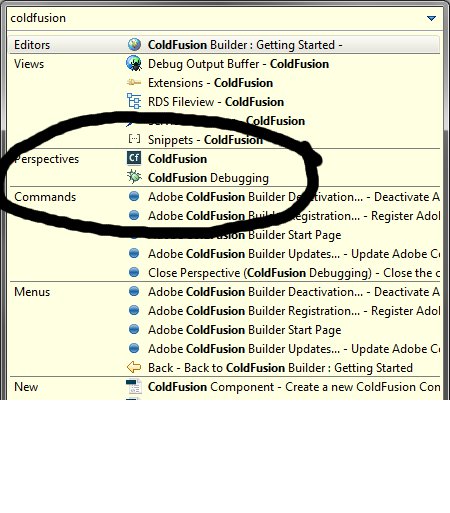 coldfusion
Editors ColdFusion Builder : Getting Started -
Views Debug Output Buffer - ColdFusion
Extensions - ColdFusion
RDS Fileview - ColdFusion
ColdFusion
Snippets - ColdFusion
Perspectives Cf ColdFusion
ColdFusion Debugging
Commands Adobe ColdFusion Builder Deactivation... - Deactivate A
Adobe ColdFusion Builder Registration... - Register Adol
ColdFusion Builder Start Page
Adobe ColdFusion Builder Updates... - Update Adobe Co
Close Perspective (ColdFusion Debugging) - Close the c
Menus Adobe ColdFusion Builder Deactivation... - Deactivate A
Adobe ColdFusion Builder Registration... - Register Adol
Adobe ColdFusion Builder Start Page
Adobe ColdFusion Builder Updates... - Update Adobe Co
Back - Back to ColdFusion Builder : Getting Started
New ColdFusion Component - Create a new ColdFusion Con